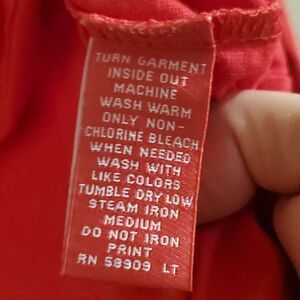 TURN GARMENT
INSIDE OUT
MACHINE
WASH WARM
ONLY NON-
CHLORINE BLEACH
WHEN NEEDED
WASH WITH
LIKE COLORS
TUMBLE DRY LOW
STEAM IRON
MEDIUM
DO NOT IRON
PRINT
RN 58909 LT